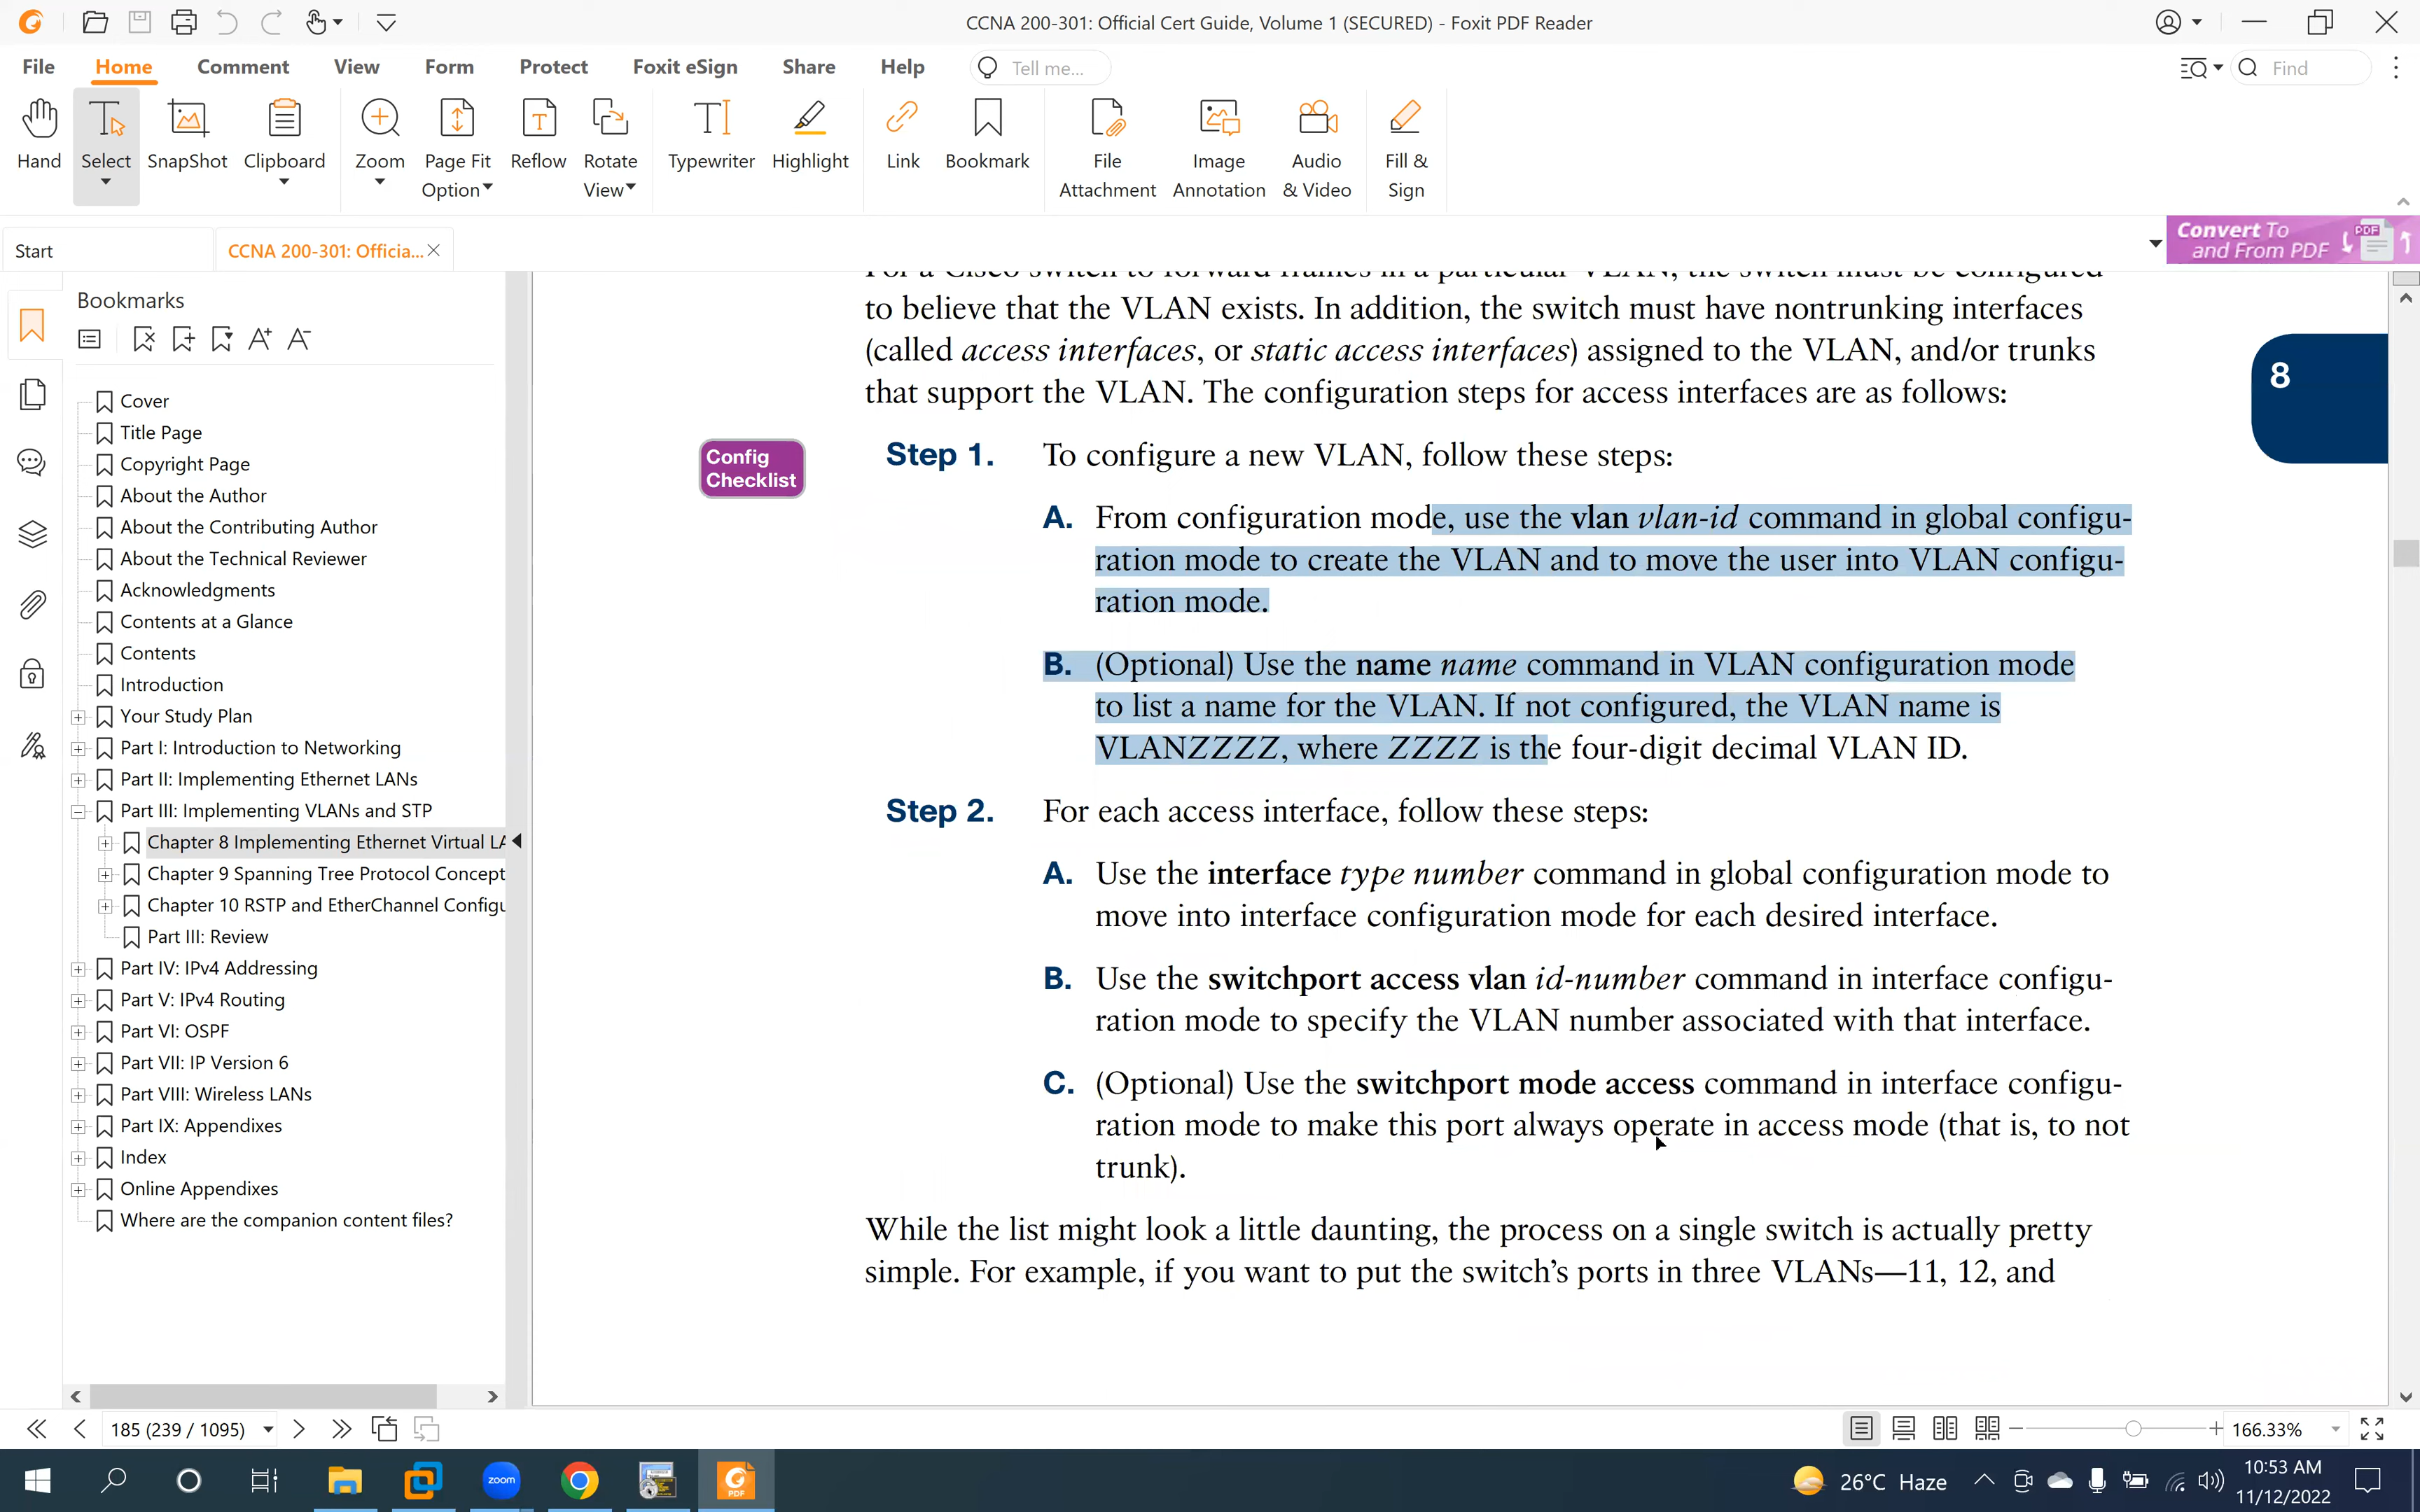 CCNA 200-301: Official Cert Guide, Volume 1 (SECURED) - Foxit PDF Reader
File Home Comment View Form Protect Foxit eSign Share Help Tell me... Find
Hand Select SnapShot Clipboard Zoom Page Fit Option Reflow Rotate View Typewriter Highlight Link Bookmark File Attachment Image Annotation Audio & Video Fill & Sign
Start
CCNA 200-301: Officia...
Convert To
and From PDF
PDF
Bookmarks
Cover
Title Page
Copyright Page
About the Author
About the Contributing Author
About the Technical Reviewer
Acknowledgments
Contents at a Glance
Contents
Introduction
Your Study Plan
Part I: Introduction to Networking
Part II: Implementing Ethernet LANs
Part III: Implementing VLANs and STP
Chapter 8 Implementing Ethernet Virtual LA
Chapter 9 Spanning Tree Protocol Concept
Chapter 10 RSTP and EtherChannel Configu
Part III: Review
Part IV: IPv4 Addressing
Part V: IPv4 Routing
Part VI: OSPF
Part VII: IP Version 6
Part VIII: Wireless LANs
Part IX: Appendixes
Index
Online Appendixes
Where are the companion content files?
For a Cisco switch to forward frames in a particular VLAN, the switch must be configured
to believe that the VLAN exists. In addition, the switch must have nontrunking interfaces
(called access interfaces, or static access interfaces) assigned to the VLAN, and/or trunks
that support the VLAN. The configuration steps for access interfaces are as follows:
8
Config
Checklist
Step 1. To configure a new VLAN, follow these steps:
A. From configuration mode, use the vlan vlan-id command in global configu-
ration mode to create the VLAN and to move the user into VLAN configu-
ration mode.
B. (Optional) Use the name name command in VLAN configuration mode
to list a name for the VLAN. If not configured, the VLAN name is
VLANZZZZ, where ZZZZ is the four-digit decimal VLAN ID.
Step 2. For each access interface, follow these steps:
A. Use the interface type number command in global configuration mode to
move into interface configuration mode for each desired interface.
B. Use the switchport access vlan id-number command in interface configu-
ration mode to specify the VLAN number associated with that interface.
C. (Optional) Use the switchport mode access command in interface configu-
ration mode to make this port always operate in access mode (that is, to not
trunk).
While the list might look a little daunting, the process on a single switch is actually pretty
simple. For example, if you want to put the switch's ports in three VLANs—11, 12, and
185 (239 / 1095)
166.33%
zoom
PDF
26°C Haze
10:53 AM
11/12/2022